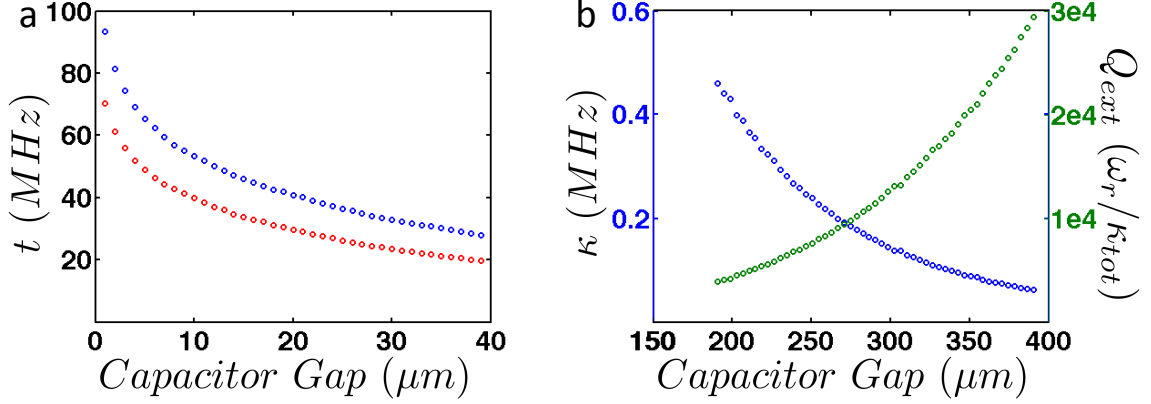 a
100
80
60
40
20
0
10
20
30
40
t (MHz)
Capacitor Gap (μm)
b
0.6
0.4
0.2
3e4
2e4
1e4
150
200
250
300
350
400
κ (MHz)
Q_ext (ω_r/κ_tot)
Capacitor Gap (μm)